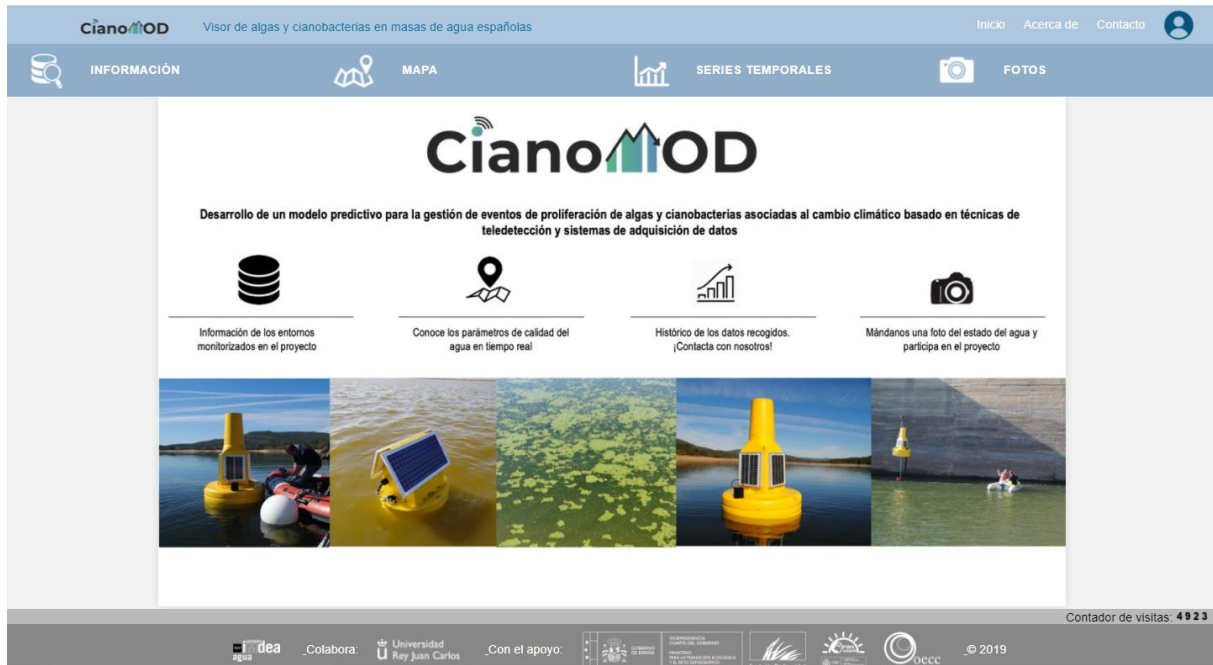 CianoMOD
Visor de algas y cianobacterias en masas de agua españolas
Inicio
Acerca de
Contacto
INFORMACIÓN
MAPA
SERIES TEMPORALES
FOTOS
CianoMOD
Desarrollo de un modelo predictivo para la gestión de eventos de proliferación de algas y cianobacterias asociadas al cambio climático basado en técnicas de
teledetección y sistemas de adquisición de datos
Información de los entornos
monitorizados en el proyecto
Conoce los parámetros de calidad del
agua en tiempo real
Histórico de los datos recogidos.
¡Contacta con nosotros!
Mándanos una foto del estado del agua y
participa en el proyecto
Contador de visitas: 4923
dea
agua
_Colabora:
Universidad
Rey Juan Carlos
_Con el apoyo:
GOBIERNO
DE ESPAÑA
oecc
_© 2019